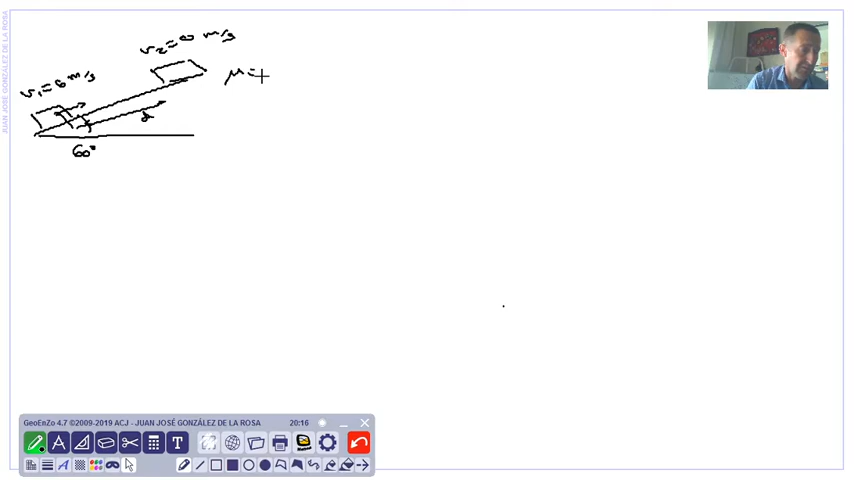 v₂=0 m/s
v₁=6 m/s
μ=
d
60°
JUAN JOSÉ GONZÁLEZ DE LA ROSA
GeoEnZo 4.7 ©2009-2019 ACJ - JUAN JOSÉ GONZÁLEZ DE LA ROSA 20:16
A T
A